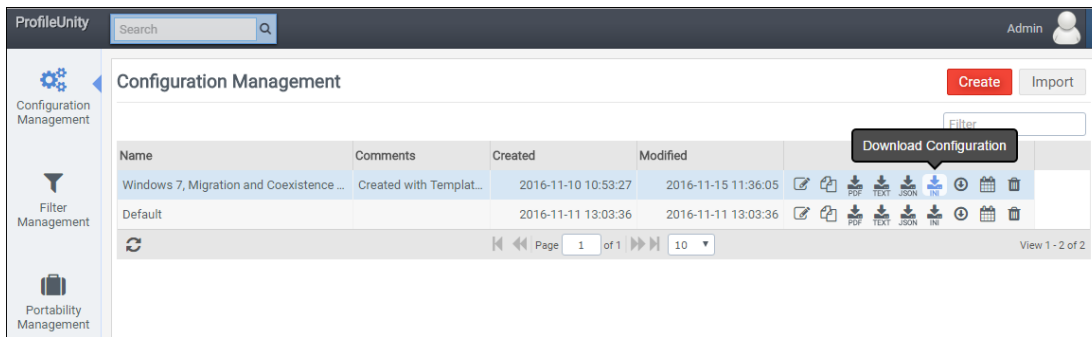 ProfileUnity Search Admin
Configuration Management
Configuration Management Create Import
Filter
Download Configuration
Name Comments Created Modified
Windows 7, Migration and Coexistence ... Created with Templat... 2016-11-10 10:53:27 2016-11-15 11:36:05 PDF TEXT JSON INI
Filter Management
Default 2016-11-11 13:03:36 2016-11-11 13:03:36 PDF TEXT JSON INI
Page 1 of 1 10 View 1 - 2 of 2
Portability
Management